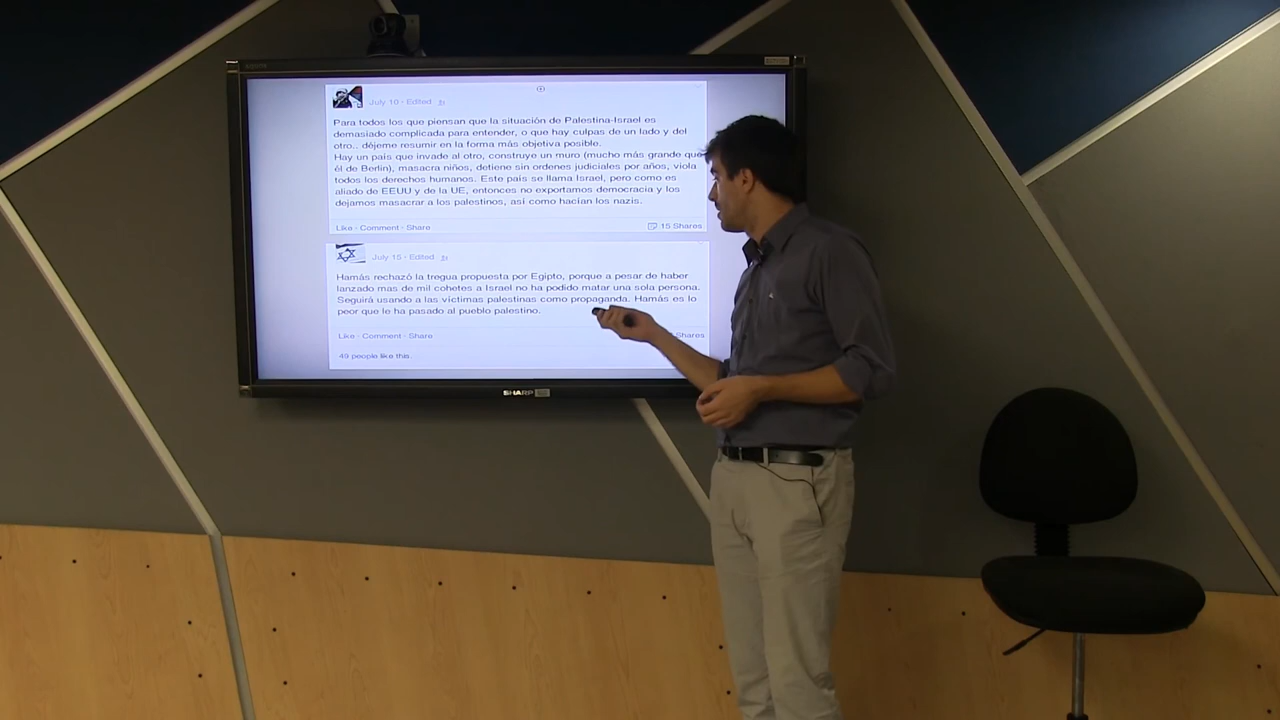 July 10 · Edited
Para todos los que piensan que la situación de Palestina-Israel es
demasiado complicada para entender, o que hay culpas de un lado y del
otro.. déjeme resumir en la forma más objetiva posible.
Hay un país que invade al otro, construye un muro (mucho más grande que
él de Berlin), masacra niños, detiene sin ordenes judiciales por años, viola
todos los derechos humanos. Este país se llama Israel, pero como es
aliado de EEUU y de la UE, entonces no exportamos democracia y los
dejamos masacrar a los palestinos, así como hacían los nazis.
Like · Comment · Share
15 Shares
July 15 · Edited
Hamás rechazó la tregua propuesta por Egipto, porque a pesar de haber
lanzado mas de mil cohetes a Israel no ha podido matar una sola persona.
Seguirá usando a las víctimas palestinas como propaganda. Hamás es lo
peor que le ha pasado al pueblo palestino.
Like · Comment · Share
Shares
49 people like this.
SHARP